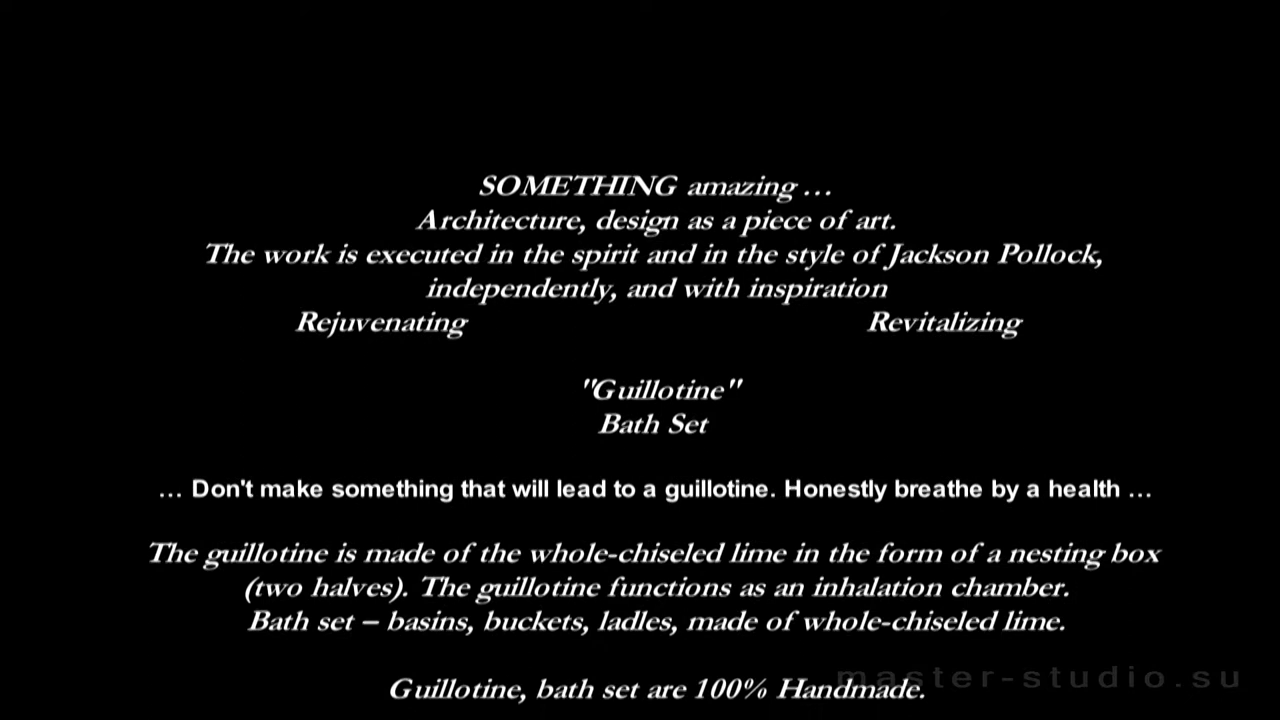 SOMETHING amazing …
Architecture, design as a piece of art.
The work is executed in the spirit and in the style of Jackson Pollock,
independently, and with inspiration
Rejuvenating Revitalizing
"Guillotine"
Bath Set
… Don't make something that will lead to a guillotine. Honestly breathe by a health …
The guillotine is made of the whole-chiseled lime in the form of a nesting box
(two halves). The guillotine functions as an inhalation chamber.
Bath set – basins, buckets, ladles, made of whole-chiseled lime.
master-studio.su
Guillotine, bath set are 100% Handmade.